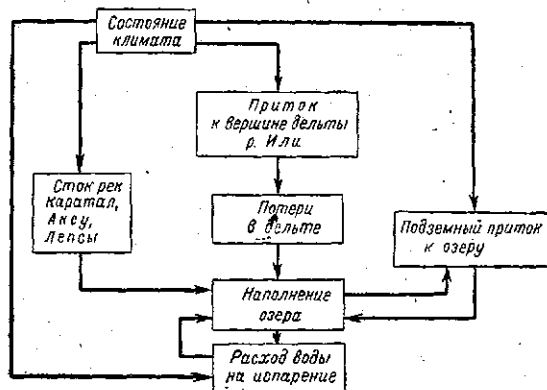 Состояние
климата
Приток
к вершине дельты
р. Или
Сток рек
Каратал,
Аксу,
Лепсы
Потери
в дельте
Подземный приток
к озеру
Наполнение
озера
Расход воды
на испарение